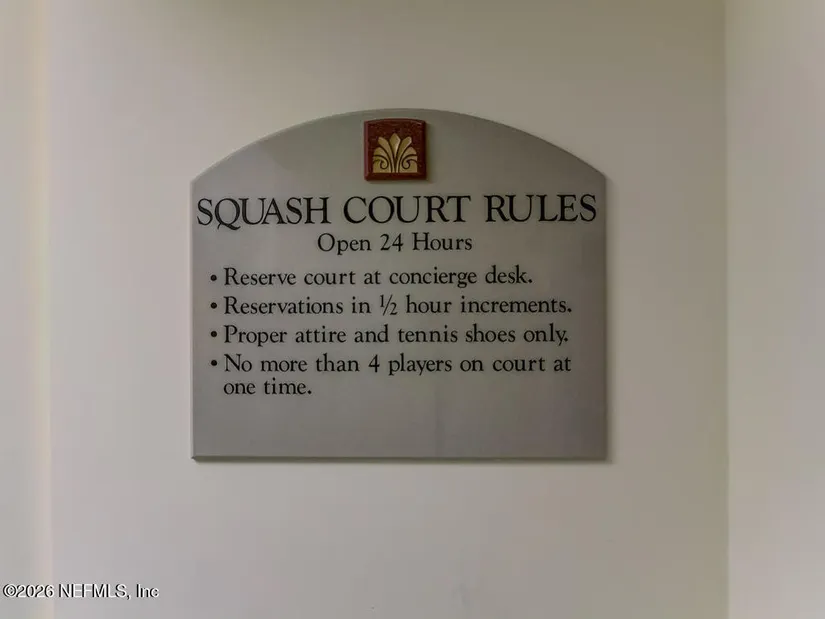 SQUASH COURT RULES
Open 24 Hours
• Reserve court at concierge desk.
• Reservations in ½ hour increments.
• Proper attire and tennis shoes only.
• No more than 4 players on court at
one time.
©2026 NEFMLS, Inc